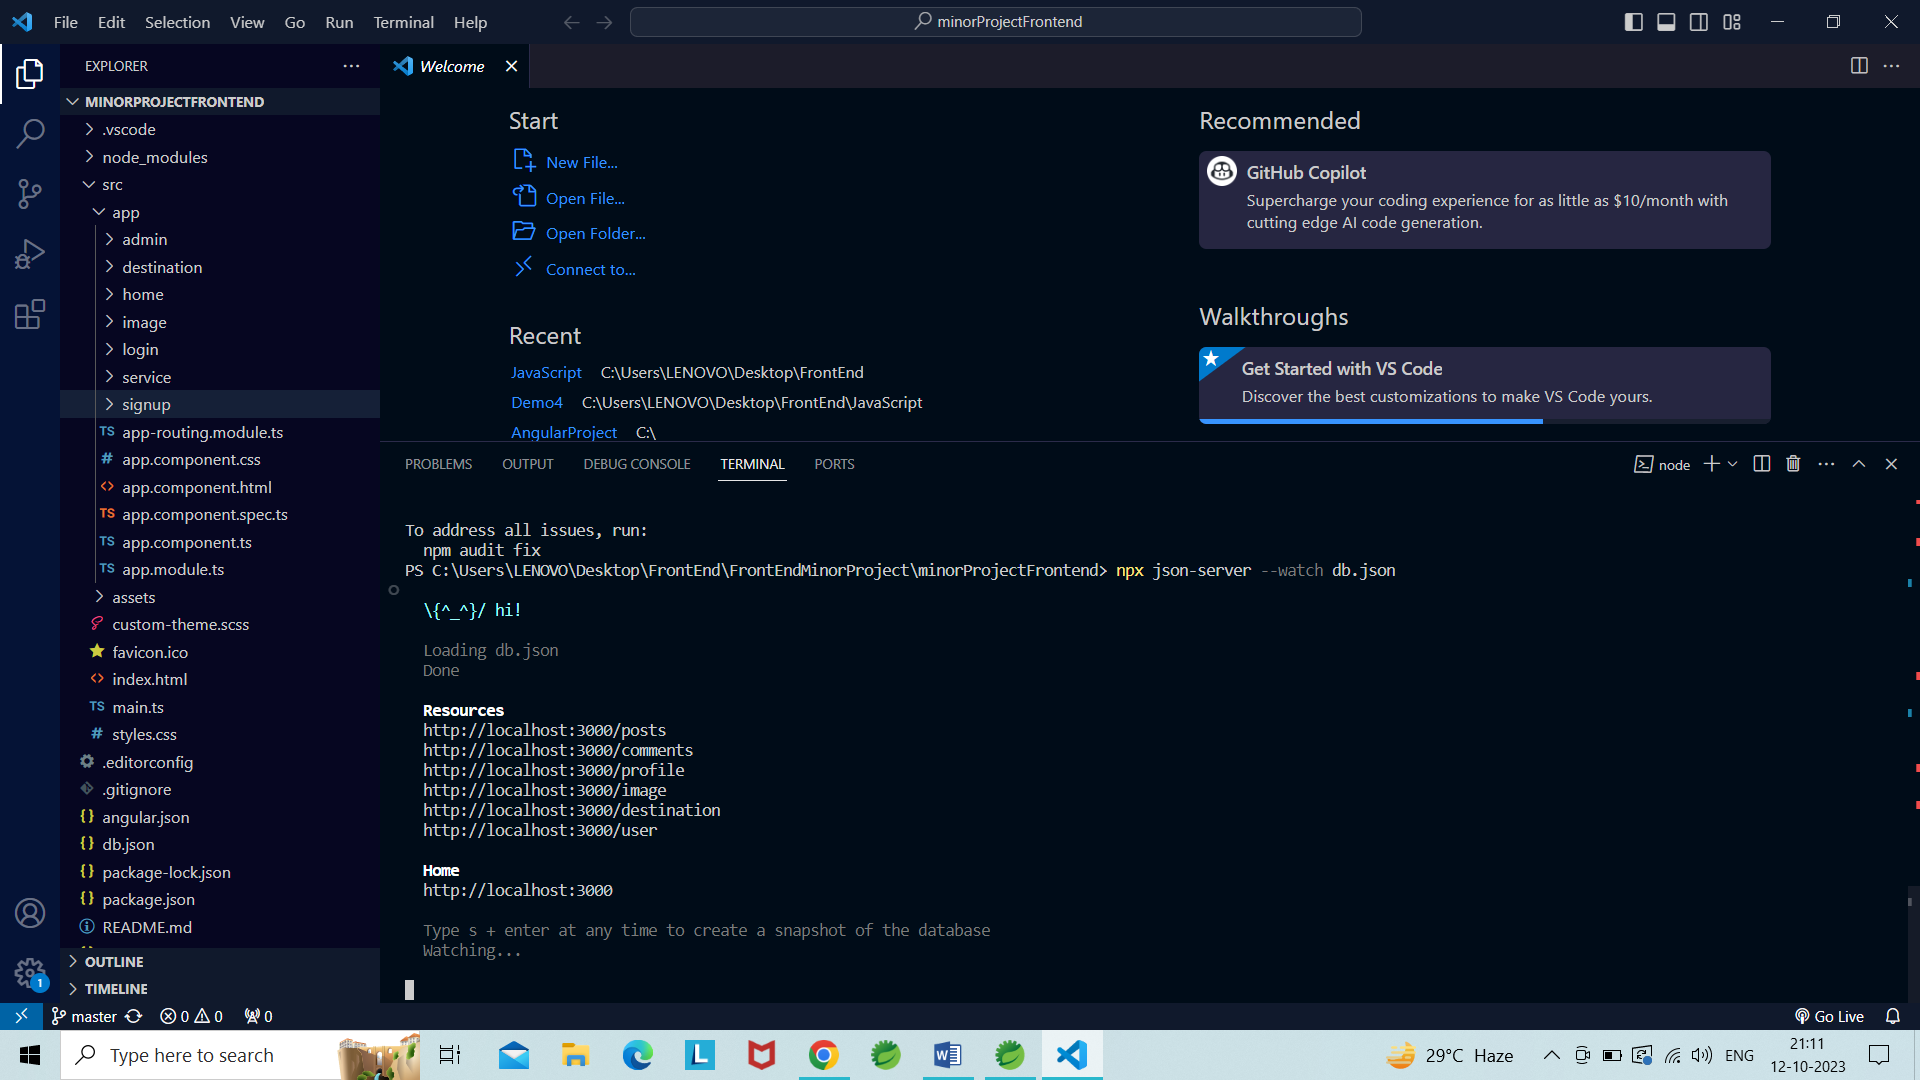 File Edit Selection View Go Run Terminal Help
minorProjectFrontend
EXPLORER
MINORPROJECTFRONTEND
.vscode
node_modules
src
app
admin
destination
home
image
login
service
signup
TS app-routing.module.ts
# app.component.css
<> app.component.html
TS app.component.spec.ts
TS app.component.ts
TS app.module.ts
assets
custom-theme.scss
favicon.ico
<> index.html
TS main.ts
# styles.css
.editorconfig
.gitignore
{} angular.json
{} db.json
{} package-lock.json
{} package.json
README.md
OUTLINE
TIMELINE
1
Welcome
Start
New File...
Open File...
Open Folder...
Connect to...
Recent
JavaScript C:\Users\LENOVO\Desktop\FrontEnd
Demo4 C:\Users\LENOVO\Desktop\FrontEnd\JavaScript
AngularProject C:\
Recommended
GitHub Copilot
Supercharge your coding experience for as little as $10/month with
cutting edge AI code generation.
Walkthroughs
Get Started with VS Code
Discover the best customizations to make VS Code yours.
PROBLEMS OUTPUT DEBUG CONSOLE TERMINAL PORTS
node
To address all issues, run:
npm audit fix
PS C:\Users\LENOVO\Desktop\FrontEnd\FrontEndMinorProject\minorProjectFrontend> npx json-server --watch db.json
\{^_^}/ hi!
Loading db.json
Done
Resources
http://localhost:3000/posts
http://localhost:3000/comments
http://localhost:3000/profile
http://localhost:3000/image
http://localhost:3000/destination
http://localhost:3000/user
Home
http://localhost:3000
Type s + enter at any time to create a snapshot of the database
Watching...
master 0 0 0
Go Live
Type here to search
29°C Haze
ENG
21:11
12-10-2023